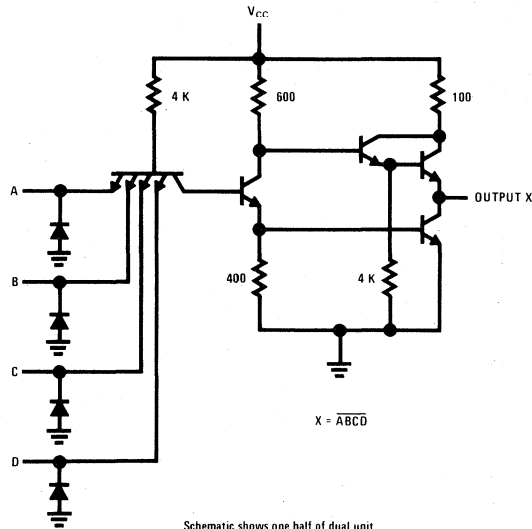 VCC
4 K
600
100
A
OUTPUT X
B
400
4 K
C
X = ABCD
D
Schematic shows one half of dual unit